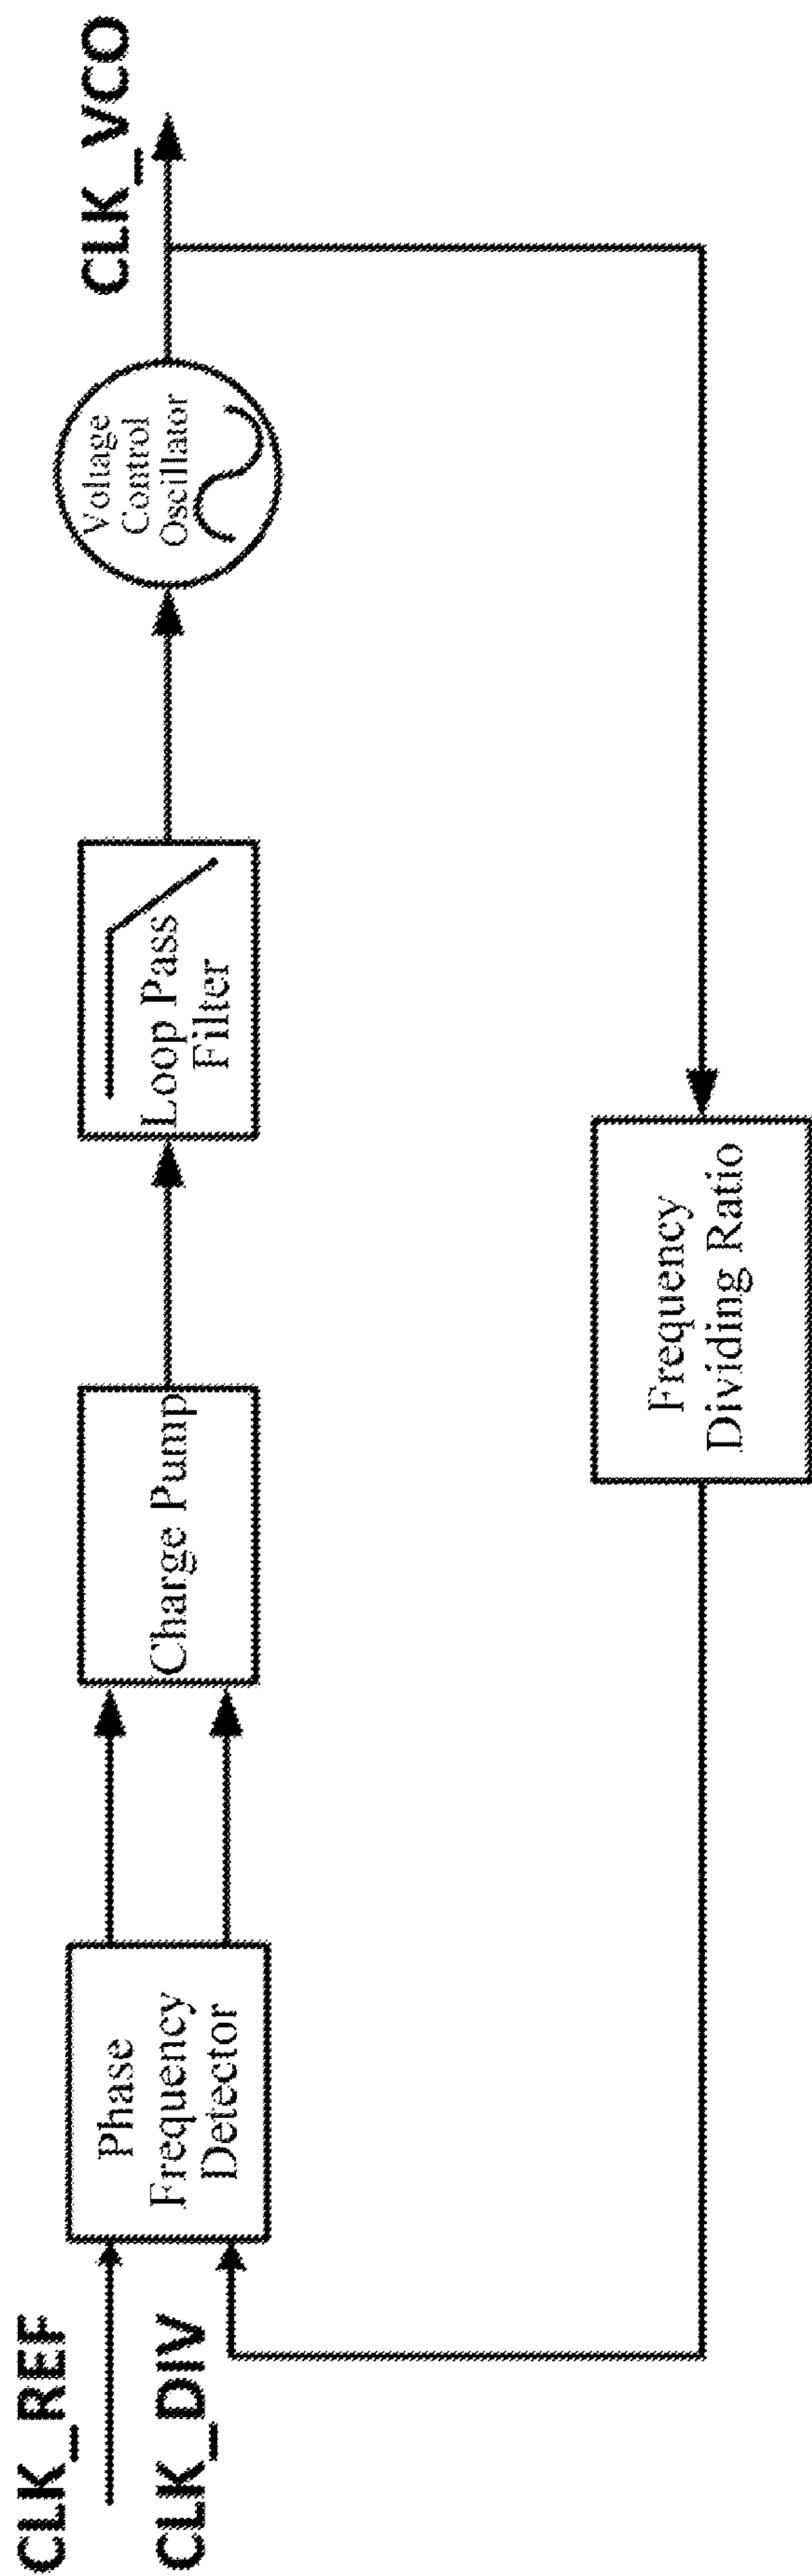 CLK_REF
CLK_DIV
Phase
Frequency
Detector
Charge Pump
Loop Pass
Filter
Voltage
Control
Oscillator
CLK_VCO
Frequency
Dividing Ratio